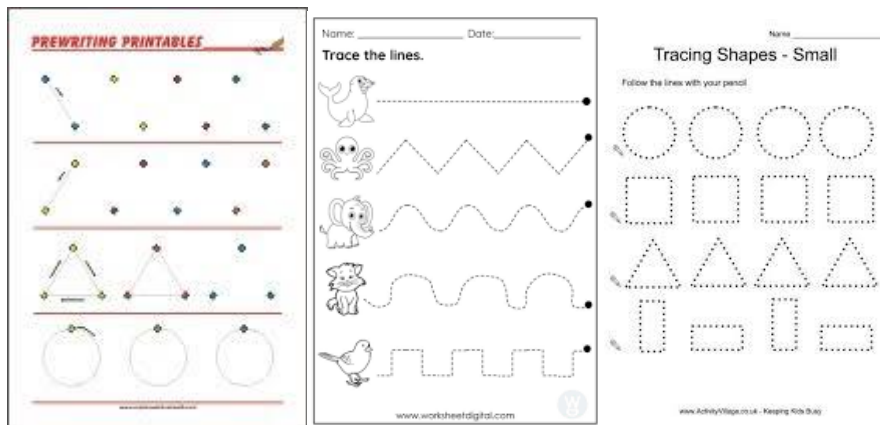 PREWRITING PRINTABLES
Name: Date:
Trace the lines.
www.worksheetdigital.com
Name
Tracing Shapes - Small
Follow the lines with your pencil
www.ActivityVillage.co.uk - Keeping Kids Busy